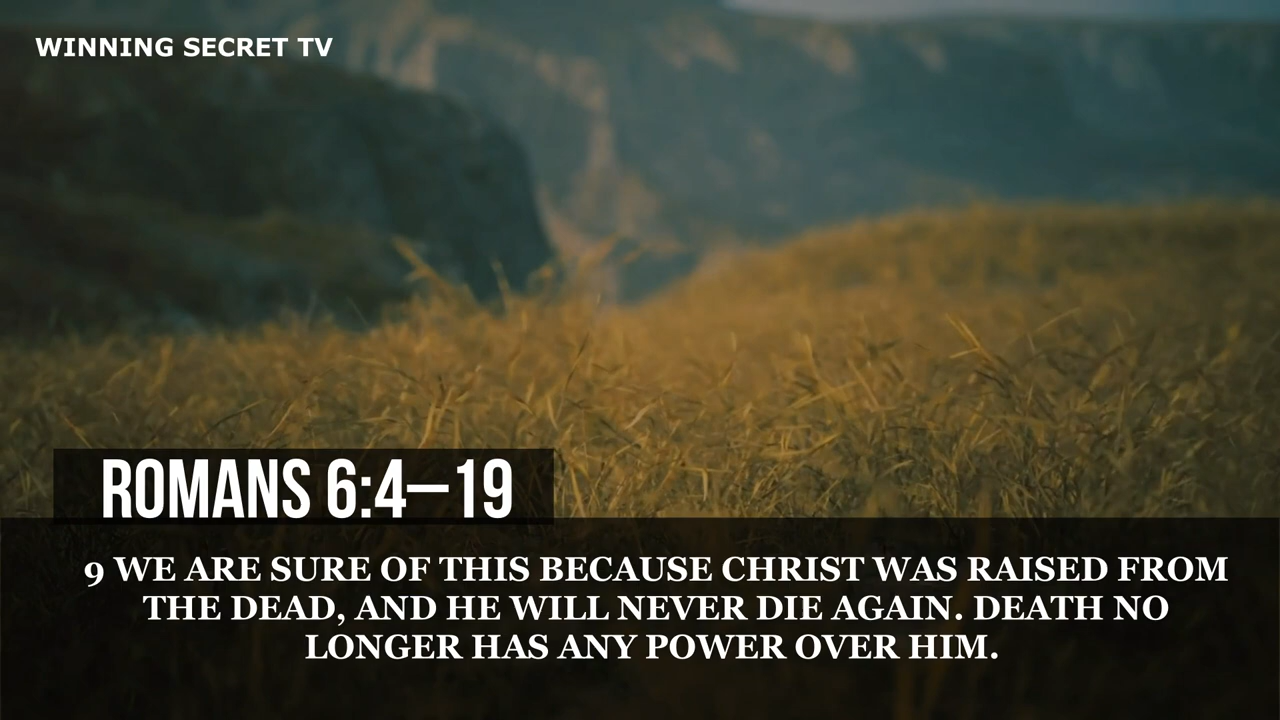 WINNING SECRET TV
ROMANS 6:4–19
9 WE ARE SURE OF THIS BECAUSE CHRIST WAS RAISED FROM
THE DEAD, AND HE WILL NEVER DIE AGAIN. DEATH NO
LONGER HAS ANY POWER OVER HIM.